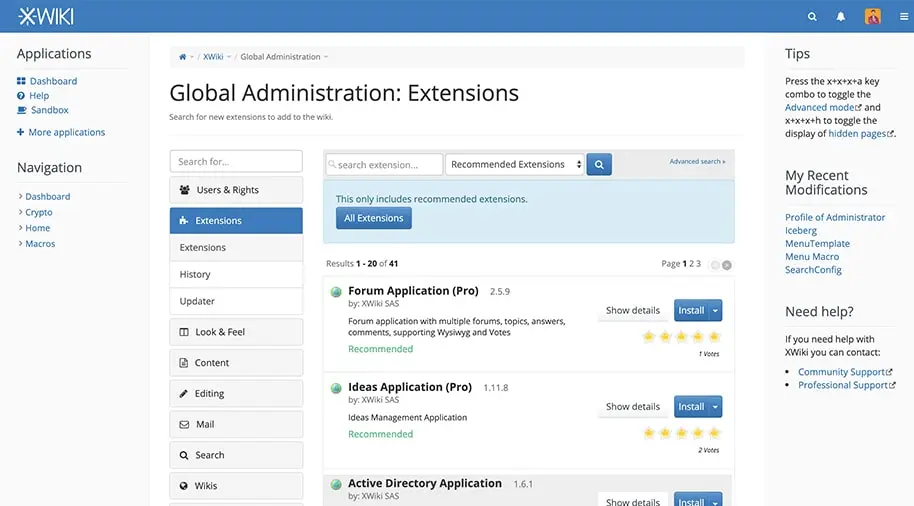 XWIKI
Applications
Dashboard
Help
Sandbox
More applications
Navigation
Dashboard
Crypto
Home
Macros
/ XWiki / Global Administration
Global Administration: Extensions
Search for new extensions to add to the wiki.
Search for...
Users & Rights
Extensions
Extensions
History
Updater
Look & Feel
Content
Editing
Mail
Search
Wikis
search extension...
Recommended Extensions
Advanced search »
This only includes recommended extensions.
All Extensions
Results 1 - 20 of 41
Page 1 2 3
Forum Application (Pro) 2.5.9
by: XWiki SAS
Forum application with multiple forums, topics, answers,
comments, supporting Wysiwyg and Votes
Recommended
Show details
Install
1 Votes
Ideas Application (Pro) 1.11.8
by: XWiki SAS
Ideas Management Application
Recommended
Show details
Install
2 Votes
Active Directory Application 1.6.1
by: XWiki SAS
Show details
Install
Tips
Press the x+x+x+a key
combo to toggle the
Advanced mode and
x+x+x+h to toggle the
display of hidden pages.
My Recent
Modifications
Profile of Administrator
Iceberg
MenuTemplate
Menu Macro
SearchConfig
Need help?
If you need help with
XWiki you can contact:
• Community Support
• Professional Support